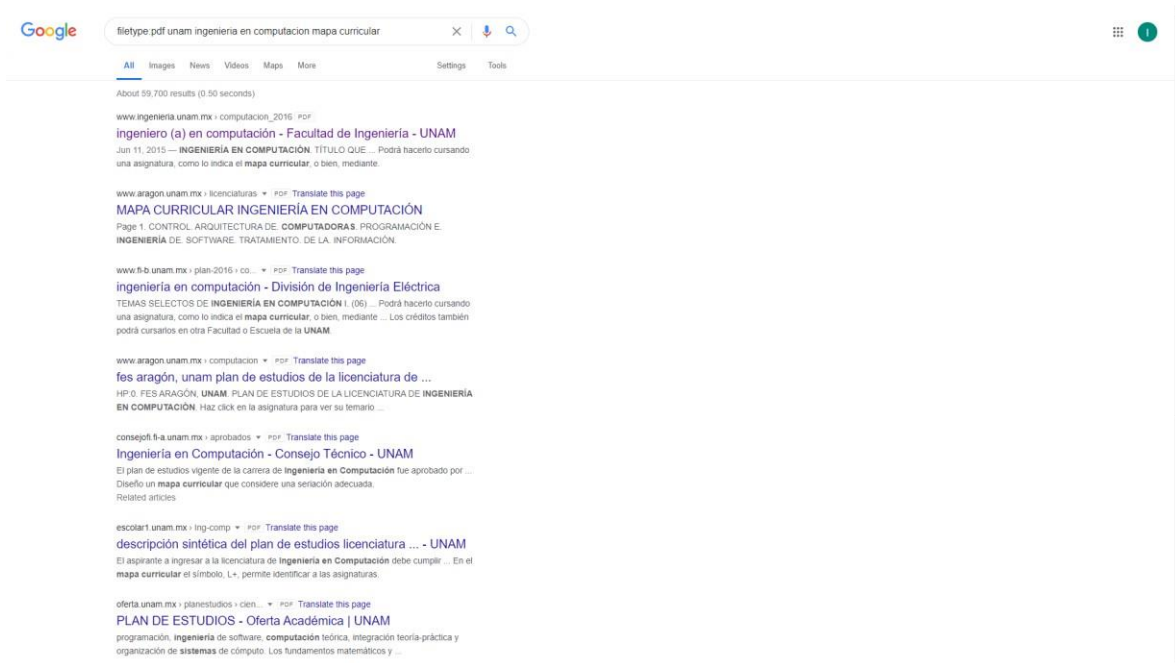 Google
filetype:pdf unam ingenieria en computacion mapa curricular
All Images News Videos Maps More Settings Tools
About 59,700 results (0.50 seconds)
www.ingenieria.unam.mx › computacion_2016 PDF
ingeniero (a) en computación - Facultad de Ingeniería - UNAM
Jun 11, 2015 — INGENIERÍA EN COMPUTACIÓN. TÍTULO QUE ... Podrá hacerlo cursando
una asignatura, como lo indica el mapa curricular, o bien, mediante.
www.aragon.unam.mx › licenciaturas PDF Translate this page
MAPA CURRICULAR INGENIERÍA EN COMPUTACIÓN
Page 1. CONTROL. ARQUITECTURA DE. COMPUTADORAS. PROGRAMACIÓN E.
INGENIERÍA DE. SOFTWARE. TRATAMIENTO. DE LA. INFORMACIÓN.
www.fi-b.unam.mx › plan-2016 › co... PDF Translate this page
ingeniería en computación - División de Ingeniería Eléctrica
TEMAS SELECTOS DE INGENIERÍA EN COMPUTACIÓN I. (06) ... Podrá hacerlo cursando
una asignatura, como lo indica el mapa curricular, o bien, mediante ... Los créditos también
podrá cursarlos en otra Facultad o Escuela de la UNAM.
www.aragon.unam.mx › computacion PDF Translate this page
fes aragón, unam plan de estudios de la licenciatura de ...
HP:0. FES ARAGÓN, UNAM. PLAN DE ESTUDIOS DE LA LICENCIATURA DE INGENIERÍA
EN COMPUTACIÓN. Haz click en la asignatura para ver su temario ...
consejofi.fi-a.unam.mx › aprobados PDF Translate this page
Ingeniería en Computación - Consejo Técnico - UNAM
El plan de estudios vigente de la carrera de Ingeniería en Computación fue aprobado por ...
Diseño un mapa curricular que considere una seriación adecuada.
Related articles
escolar1.unam.mx › Ing-comp PDF Translate this page
descripción sintética del plan de estudios licenciatura ... - UNAM
El aspirante a ingresar a la licenciatura de Ingeniería en Computación debe cumplir ... En el
mapa curricular el símbolo, L+, permite identificar a las asignaturas.
oferta.unam.mx › planestudios › cien... PDF Translate this page
PLAN DE ESTUDIOS - Oferta Académica | UNAM
programación, ingeniería de software, computación teórica, integración teoría-práctica y
organización de sistemas de cómputo. Los fundamentos matemáticos y ...